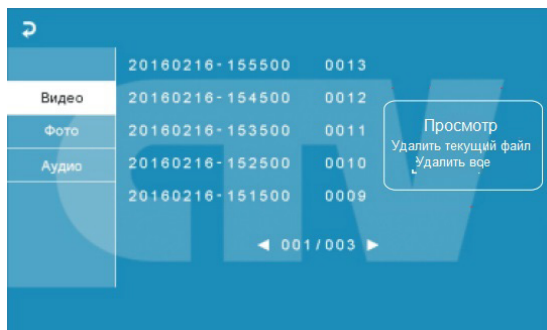 20160216-155500 0013
Видео
20160216-154500 0012
Фото
20160216-153500 0011
Аудио
20160216-152500 0010
20160216-151500 0009
Просмотр
Удалить текущий файл
Удалить все
◀ 001/003 ▶
CTV